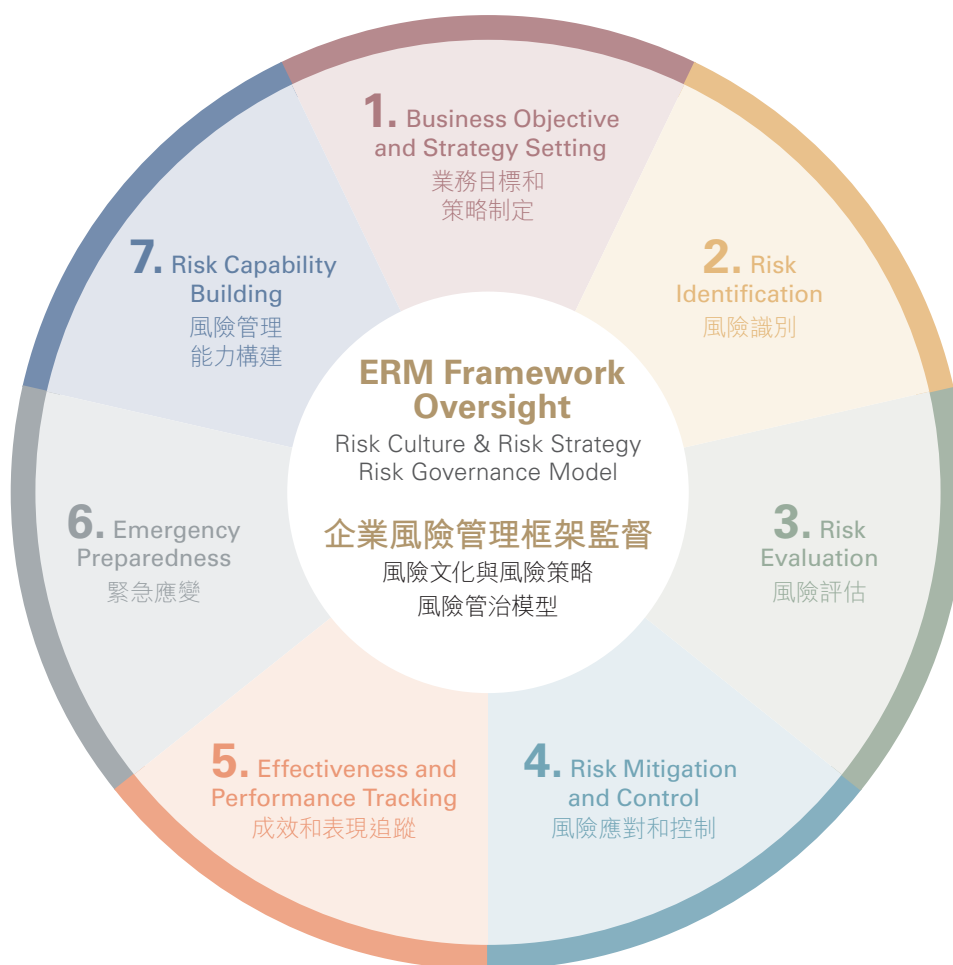 1. Business Objective
and Strategy Setting
業務目標和
策略制定
2. Risk
Identification
風險識別
3. Risk
Evaluation
風險評估
4. Risk Mitigation
and Control
風險應對和控制
5. Effectiveness and
Performance Tracking
成效和表現追蹤
6. Emergency
Preparedness
緊急應變
7. Risk Capability
Building
風險管理
能力構建
ERM Framework
Oversight
Risk Culture & Risk Strategy
Risk Governance Model
企業風險管理框架監督
風險文化與風險策略
風險管治模型